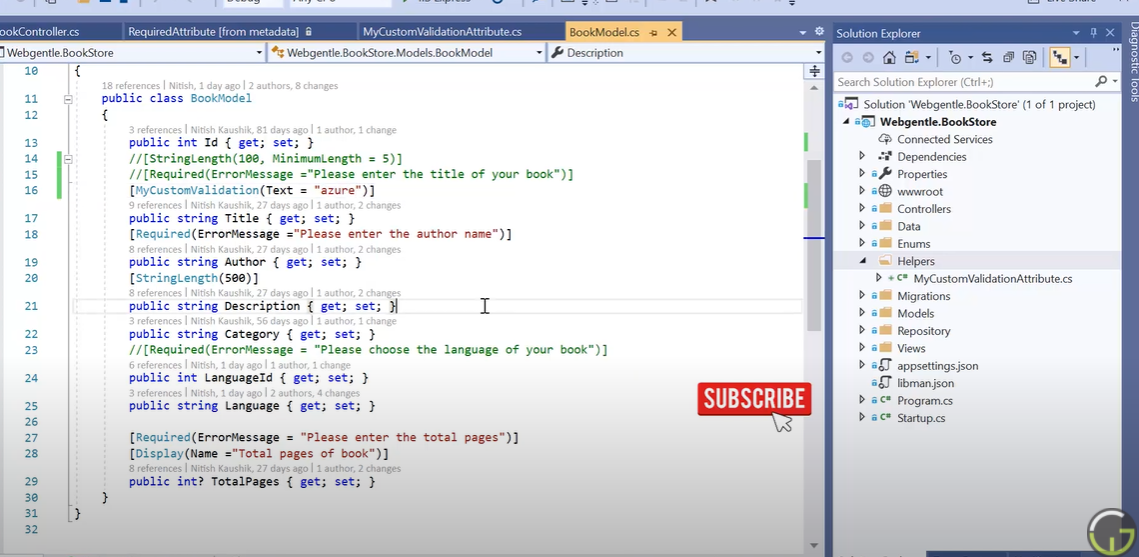 ookController.cs
RequiredAttribute [from metadata]
MyCustomValidationAttribute.cs
BookModel.cs
Webgentle.BookStore
Webgentle.BookStore.Models.BookModel
Description
10 {
18 references | Nitish, 1 day ago | 2 authors, 8 changes
11 public class BookModel
12 {
3 references | Nitish Kaushik, 81 days ago | 1 author, 1 change
13 public int Id { get; set; }
14 //[StringLength(100, MinimumLength = 5)]
15 //[Required(ErrorMessage ="Please enter the title of your book")]
16 [MyCustomValidation(Text = "azure")]
9 references | Nitish Kaushik, 27 days ago | 1 author, 2 changes
17 public string Title { get; set; }
18 [Required(ErrorMessage ="Please enter the author name")]
8 references | Nitish Kaushik, 27 days ago | 1 author, 2 changes
19 public string Author { get; set; }
20 [StringLength(500)]
8 references | Nitish Kaushik, 27 days ago | 1 author, 2 changes
21 public string Description { get; set; }
3 references | Nitish Kaushik, 56 days ago | 1 author, 1 change
22 public string Category { get; set; }
23 //[Required(ErrorMessage = "Please choose the language of your book")]
6 references | Nitish, 1 day ago | 1 author, 1 change
24 public int LanguageId { get; set; }
3 references | Nitish, 1 day ago | 2 authors, 4 changes
25 public string Language { get; set; }
26
27 [Required(ErrorMessage = "Please enter the total pages")]
28 [Display(Name ="Total pages of book")]
8 references | Nitish Kaushik, 27 days ago | 1 author, 2 changes
29 public int? TotalPages { get; set; }
30 }
31 }
32
SUBSCRIBE
Solution Explorer
Search Solution Explorer (Ctrl+;)
Solution 'Webgentle.BookStore' (1 of 1 project)
Webgentle.BookStore
Connected Services
Dependencies
Properties
wwwroot
Controllers
Data
Enums
Helpers
MyCustomValidationAttribute.cs
Migrations
Models
Repository
Views
appsettings.json
libman.json
Program.cs
Startup.cs
Diagnostic Tools